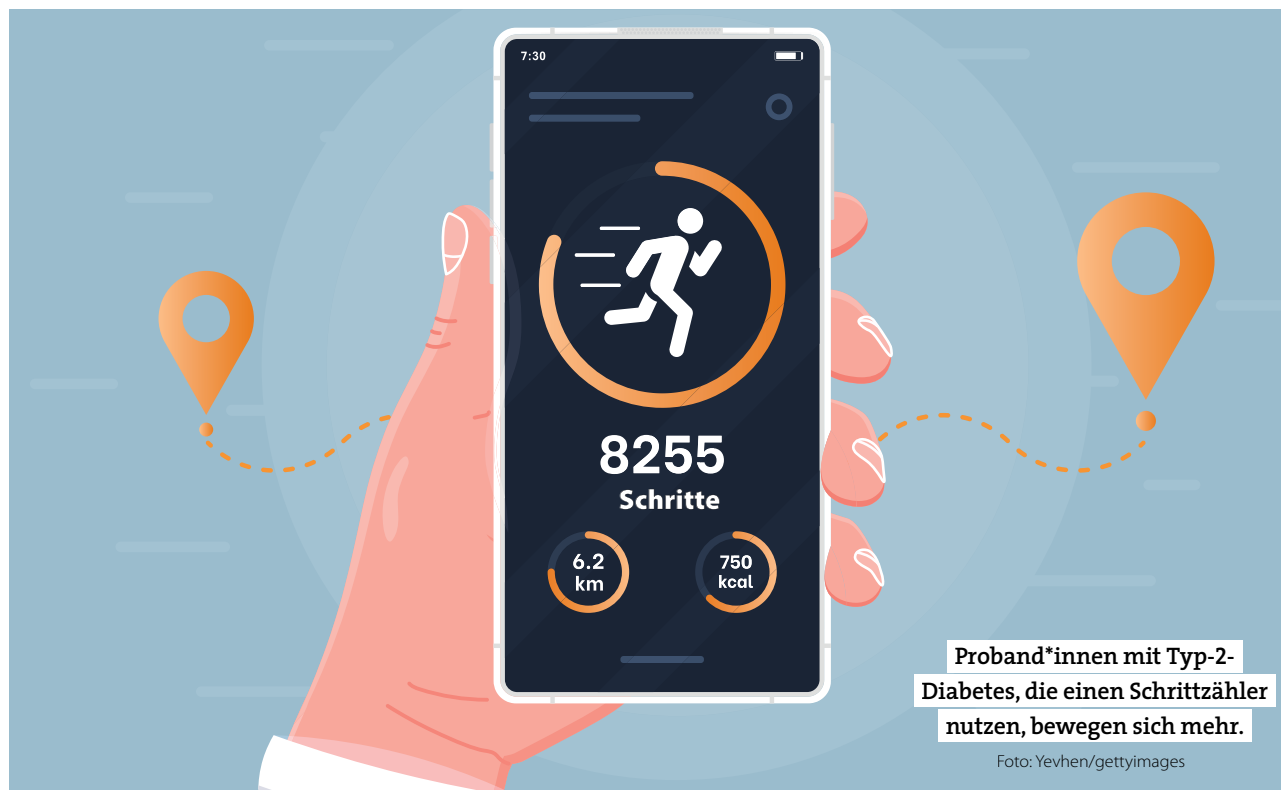 7:30
8255
Schritte
6.2
km
750
kcal
Proband*innen mit Typ-2-
Diabetes, die einen Schrittzähler
nutzen, bewegen sich mehr.
Foto: Yevhen/gettyimages